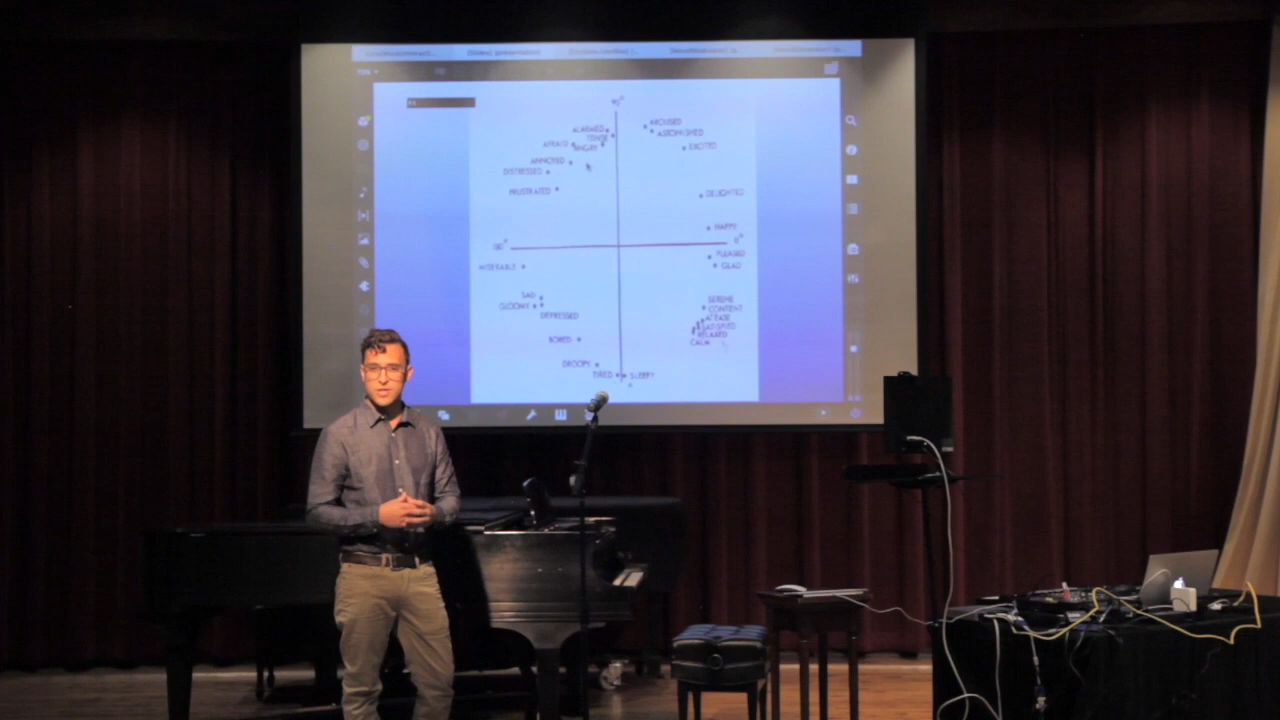 90°
ALARMED
TENSE
AFRAID
ANGRY
ANNOYED
DISTRESSED
FRUSTRATED
AROUSED
ASTONISHED
EXCITED
DELIGHTED
HAPPY
180°
0°
PLEASED
GLAD
MISERABLE
SAD
GLOOMY
DEPRESSED
BORED
DROOPY
TIRED
SLEEPY
SERENE
CONTENT
AT EASE
SATISFIED
RELAXED
CALM